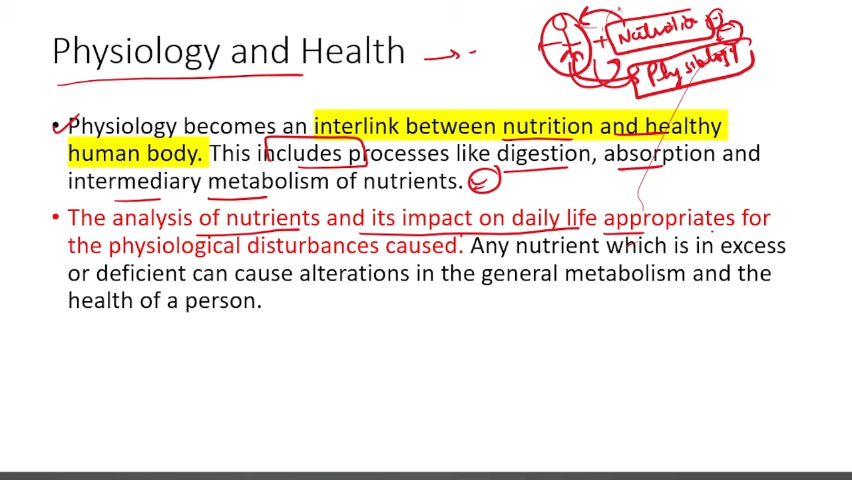 Physiology and Health
Nutrition
Physiology
• Physiology becomes an interlink between nutrition and healthy
human body. This includes processes like digestion, absorption and
intermediary metabolism of nutrients.
• The analysis of nutrients and its impact on daily life appropriates for
the physiological disturbances caused. Any nutrient which is in excess
or deficient can cause alterations in the general metabolism and the
health of a person.